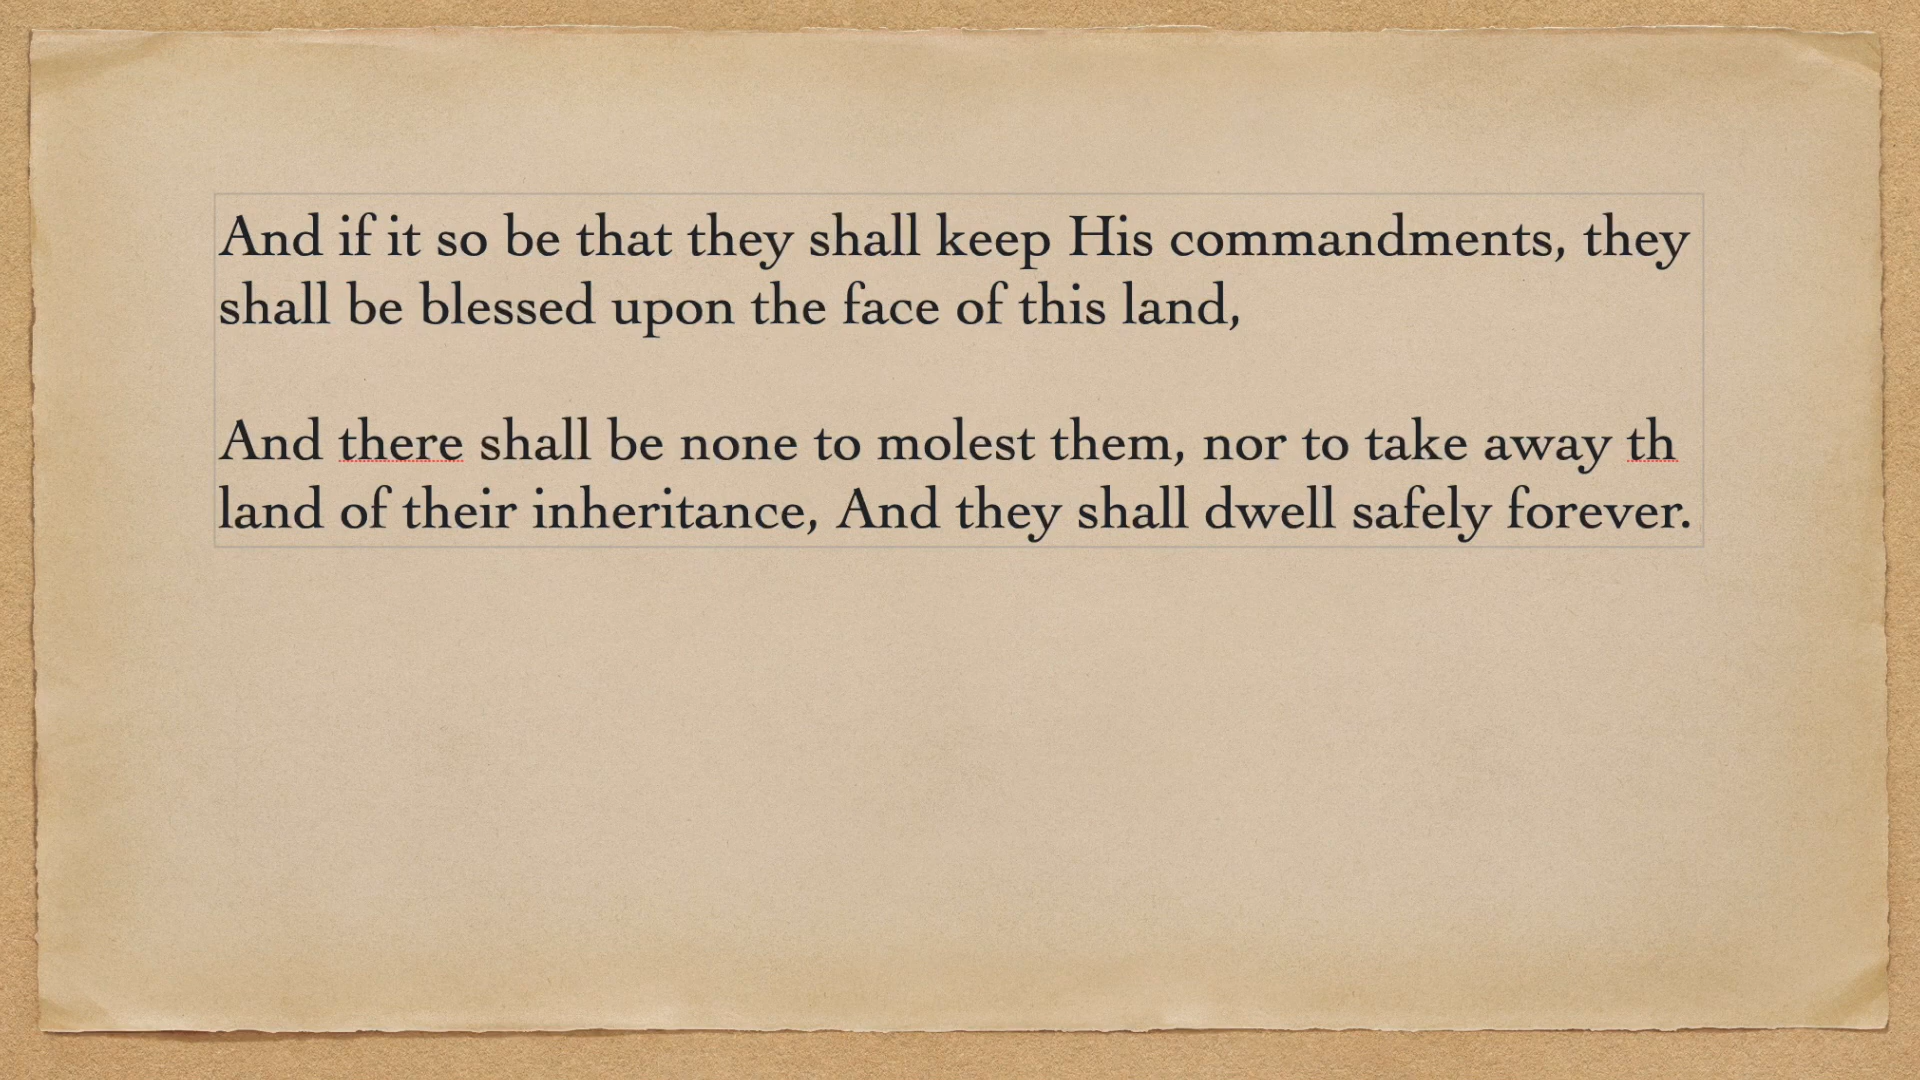 And if it so be that they shall keep His commandments, they
shall be blessed upon the face of this land,
And there shall be none to molest them, nor to take away th
land of their inheritance, And they shall dwell safely forever.